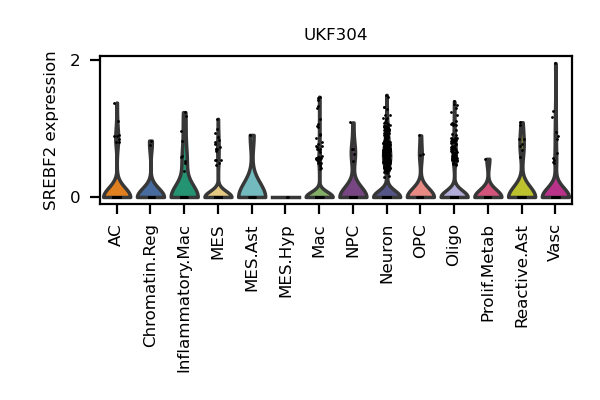 UKF304
SREBF2 expression
2
0
AC
Chromatin.Reg
Inflammatory.Mac
MES
MES.Ast
MES.Hyp
Mac
NPC
Neuron
OPC
Oligo
Prolif.Metab
Reactive.Ast
Vasc